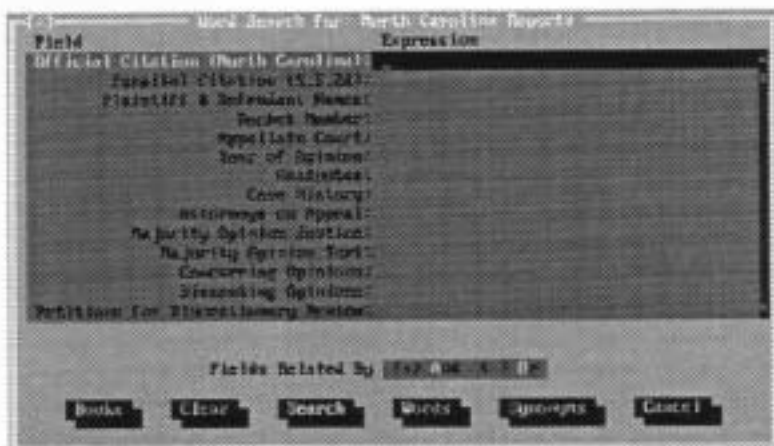 Word Search for: North Carolina Reports
Field Expression
Official Citation (North Carolina):
Parallel Citation (S.E.2d):
Plaintiff & Defendant Names:
Docket Number:
Appellate Court:
Year of Opinion:
Headnotes:
Case History:
Attorneys on Appeal:
Majority Opinion Justice:
Majority Opinion Text:
Concurring Opinions:
Dissenting Opinions:
Petitions for Discretionary Review:
Fields Related By And Or
Books Clear Search Words Synonyms Cancel